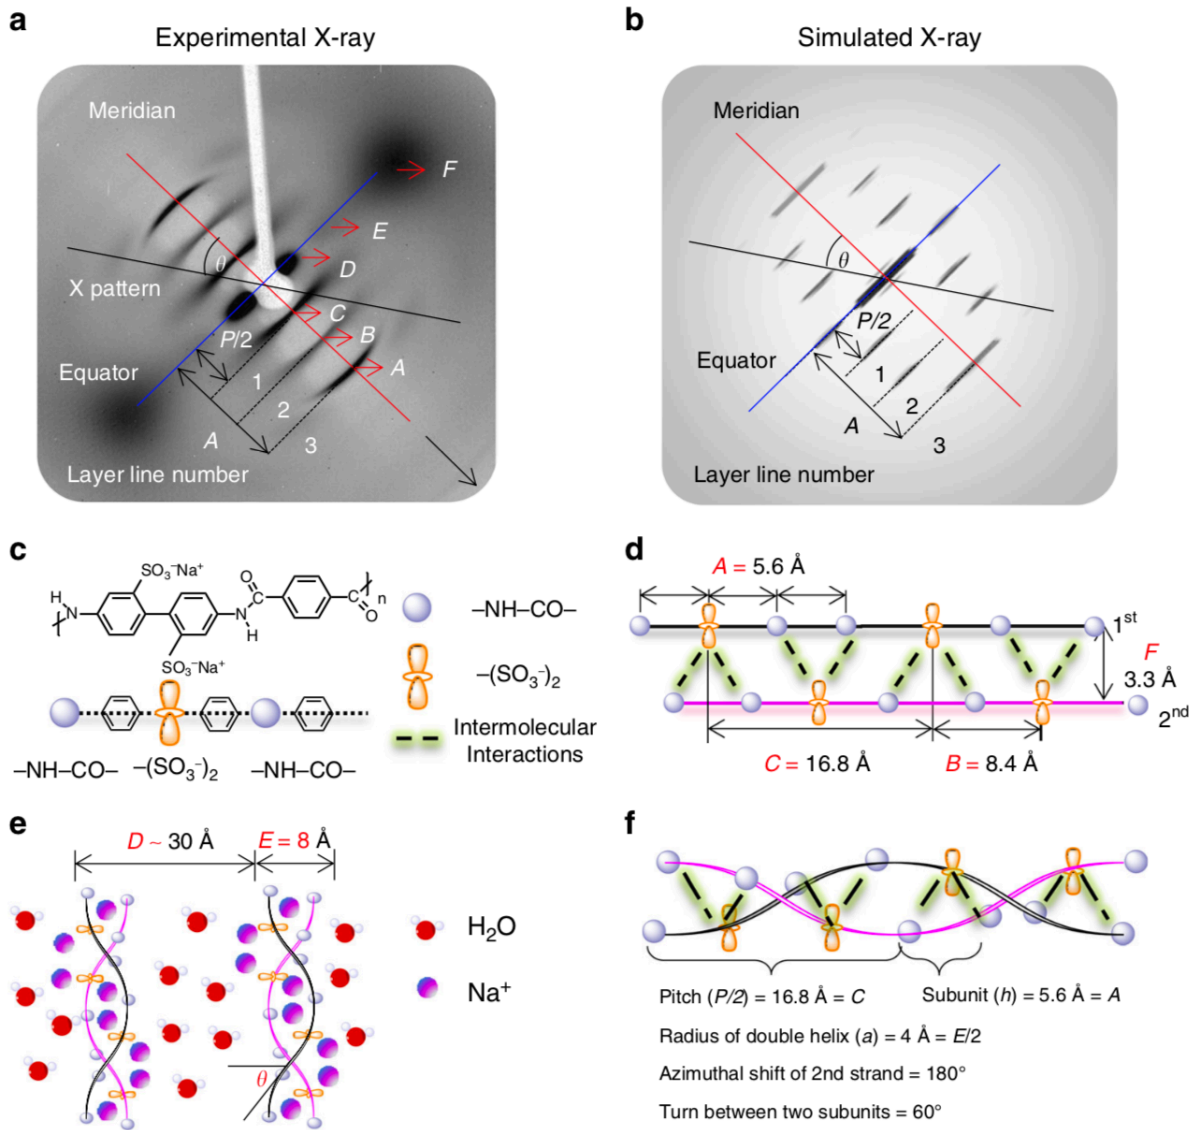 a
Experimental X-ray
Meridian
F
E
D
θ
X pattern
C
P/2
B
Equator
A
1
2
A
3
Layer line number
b
Simulated X-ray
Meridian
θ
P/2
Equator
1
2
A
3
Layer line number
c
SO₃⁻Na⁺
H
N
O
C
n
N
H
C
O
SO₃⁻Na⁺
–NH–CO–
–(SO₃⁻)₂
Intermolecular
Interactions
–NH–CO–
–(SO₃⁻)₂
–NH–CO–
d
A = 5.6 Å
1st
F
3.3 Å
2nd
C = 16.8 Å
B = 8.4 Å
e
D ~ 30 Å
E = 8 Å
H₂O
Na⁺
θ
f
Pitch (P/2) = 16.8 Å = C
Subunit (h) = 5.6 Å = A
Radius of double helix (a) = 4 Å = E/2
Azimuthal shift of 2nd strand = 180°
Turn between two subunits = 60°